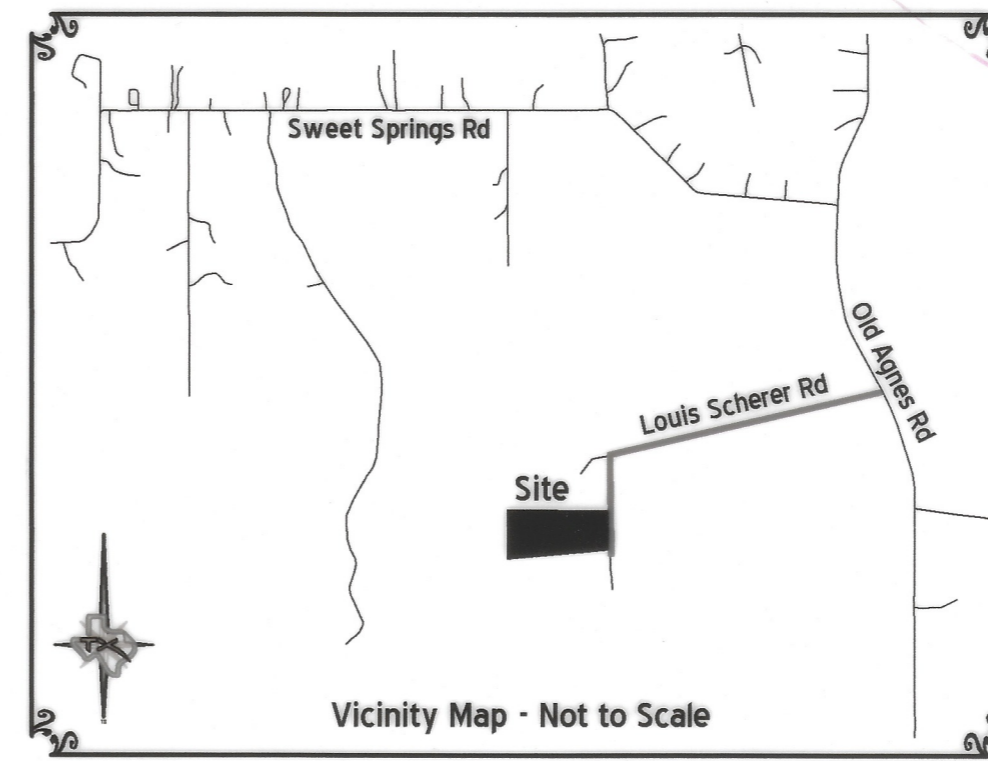 Sweet Springs Rd
Old Agnes Rd
Louis Scherer Rd
Site
TX
Vicinity Map - Not to Scale